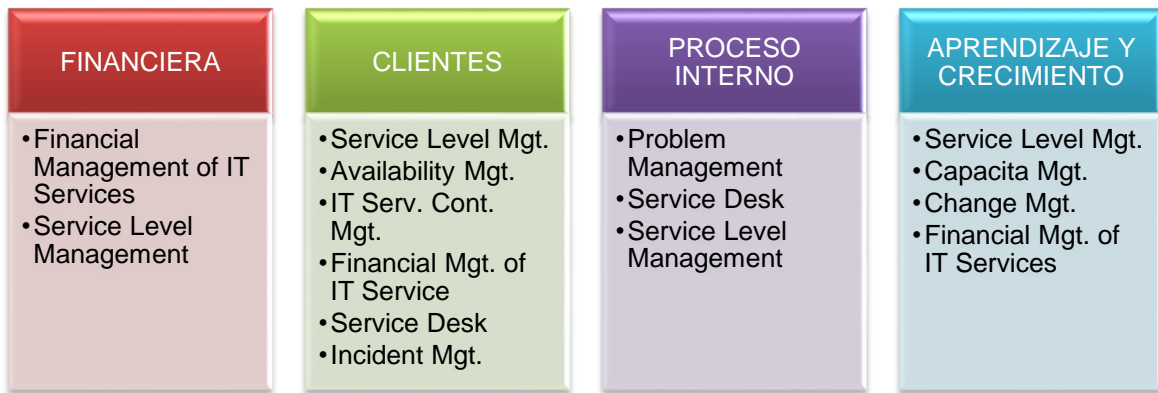 FINANCIERA
• Financial
Management of IT
Services
• Service Level
Management
CLIENTES
• Service Level Mgt.
• Availability Mgt.
• IT Serv. Cont.
Mgt.
• Financial Mgt. of
IT Service
• Service Desk
• Incident Mgt.
PROCESO
INTERNO
• Problem
Management
• Service Desk
• Service Level
Management
APRENDIZAJE Y
CRECIMIENTO
• Service Level Mgt.
• Capacita Mgt.
• Change Mgt.
• Financial Mgt. of
IT Services